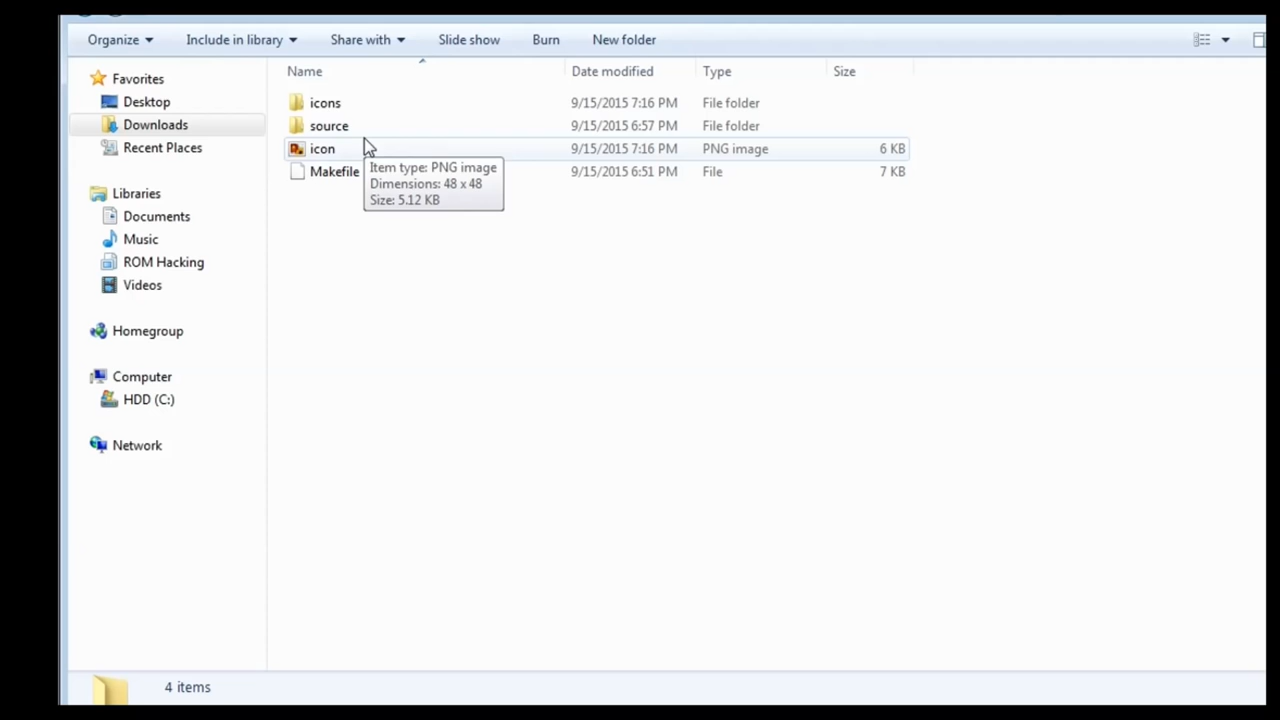 Organize Include in library Share with Slide show Burn New folder
Name Date modified Type Size
Favorites
Desktop
Downloads
Recent Places
Libraries
Documents
Music
ROM Hacking
Videos
Homegroup
Computer
HDD (C:)
Network
icons 9/15/2015 7:16 PM File folder
source 9/15/2015 6:57 PM File folder
icon 9/15/2015 7:16 PM PNG image 6 KB
Makefile 9/15/2015 6:51 PM File 7 KB
Item type: PNG image
Dimensions: 48 x 48
Size: 5.12 KB
4 items